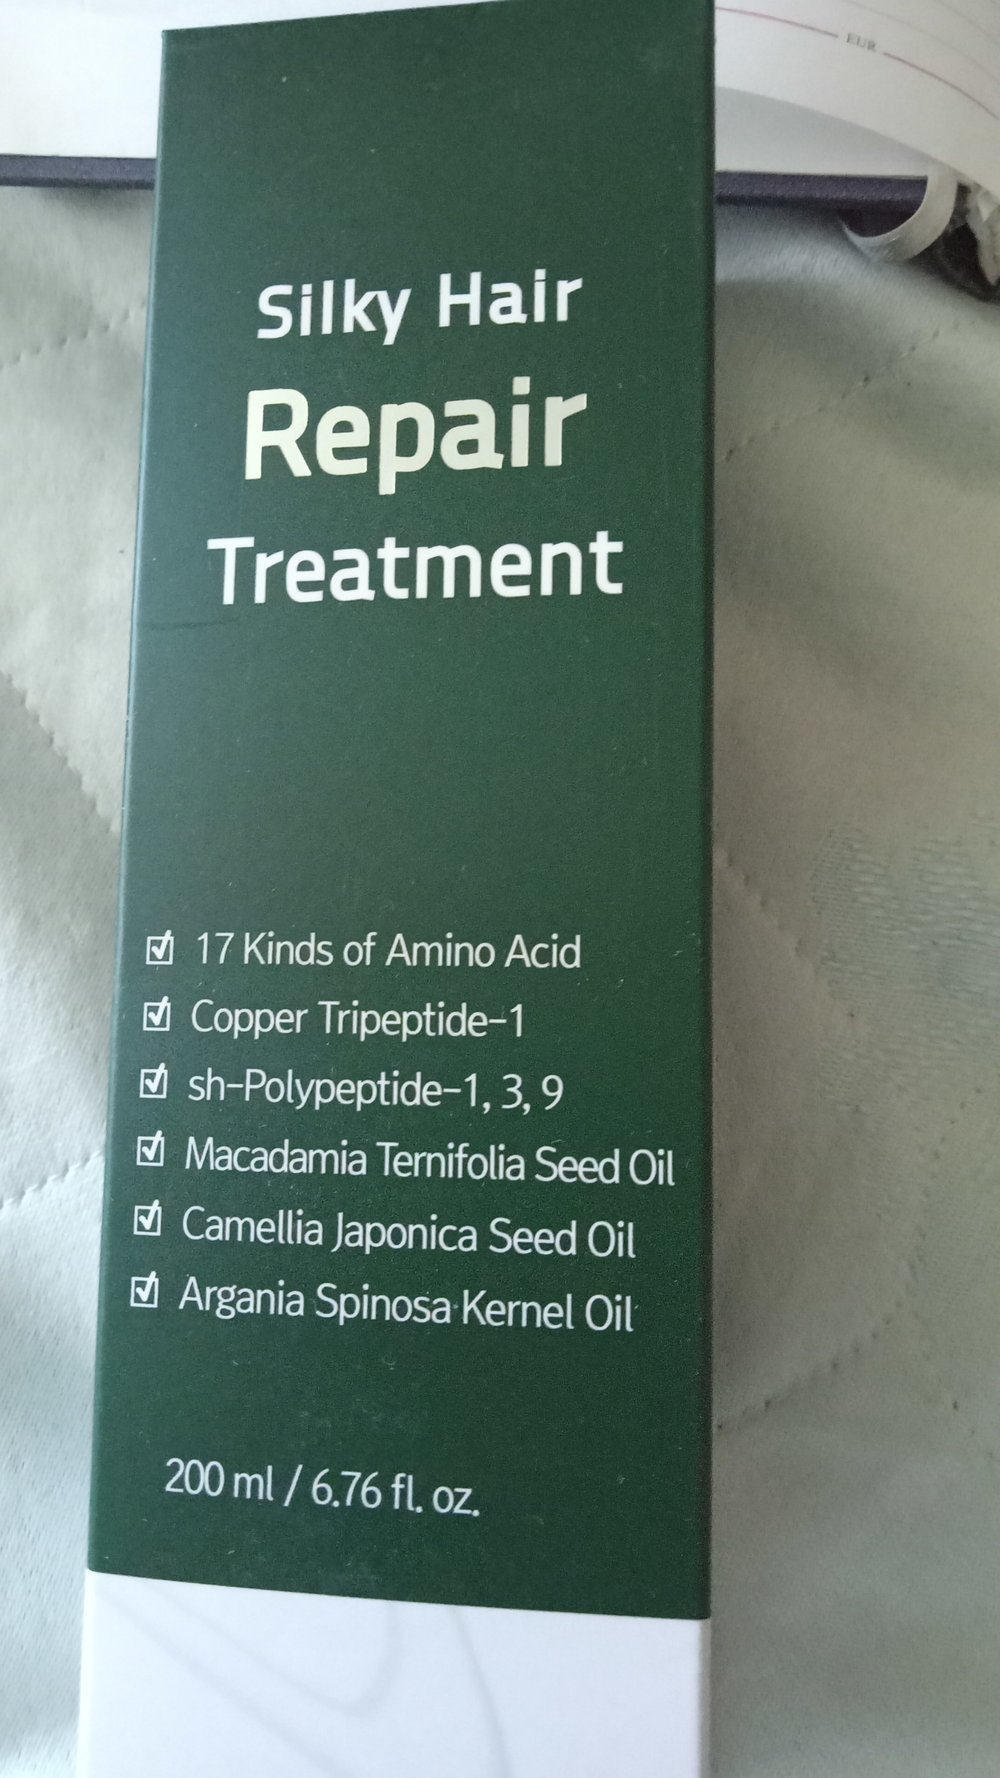 EUR
Silky Hair
Repair
Treatment
17 Kinds of Amino Acid
Copper Tripeptide-1
sh-Polypeptide-1, 3, 9
Macadamia Ternifolia Seed Oil
Camellia Japonica Seed Oil
Argania Spinosa Kernel Oil
200 ml / 6.76 fl. oz.